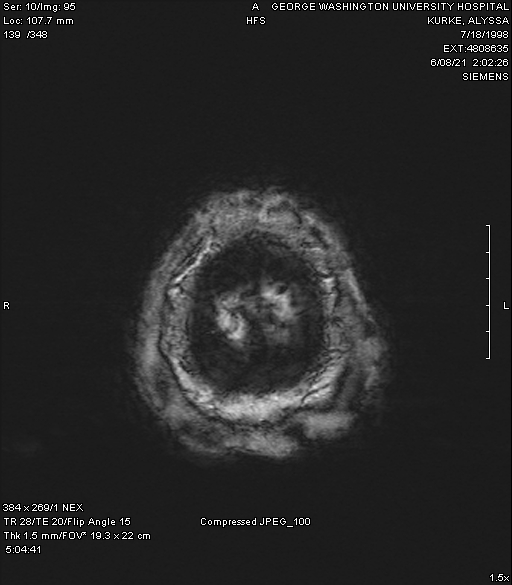 Ser: 10/Img: 95
Loc: 107.7 mm
139 /348
A
HFS
GEORGE WASHINGTON UNIVERSITY HOSPITAL
KURKE, ALYSSA
7/18/1998
EXT:4808635
6/08/21 2:02:26
SIEMENS
R
L
384 x 269/1 NEX
TR 28/TE 20/Flip Angle 15
Thk 1.5 mm/FOV* 19.3 x 22 cm
5:04:41
Compressed JPEG_100
1.5x